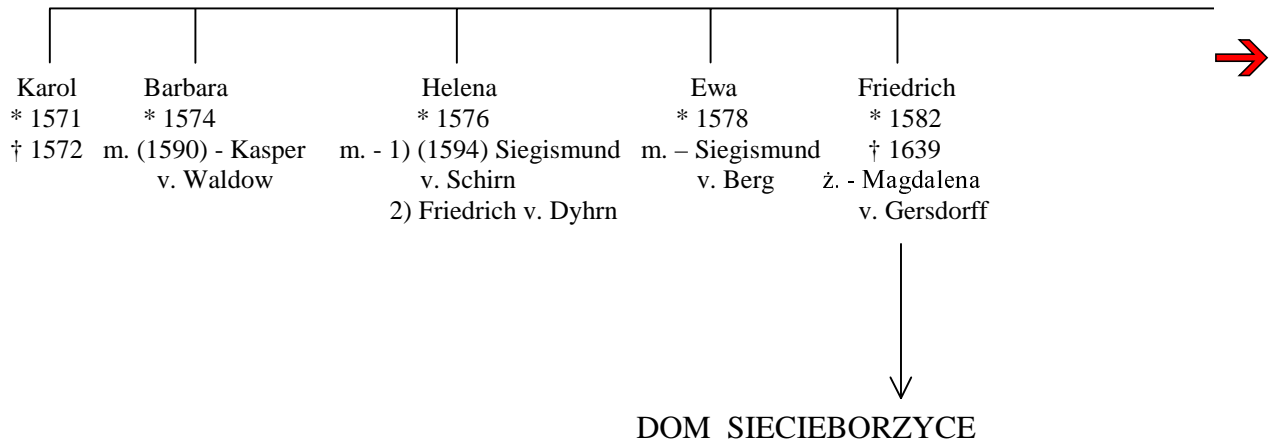 Karol
* 1571
† 1572
Barbara
* 1574
m. (1590) - Kasper
v. Waldow
Helena
* 1576
m. - 1) (1594) Siegismund
v. Schirn
2) Friedrich v. Dyhrn
Ewa
* 1578
m. – Siegismund
v. Berg
Friedrich
* 1582
† 1639
ż. - Magdalena
v. Gersdorff
DOM SIECIEBORZYCE